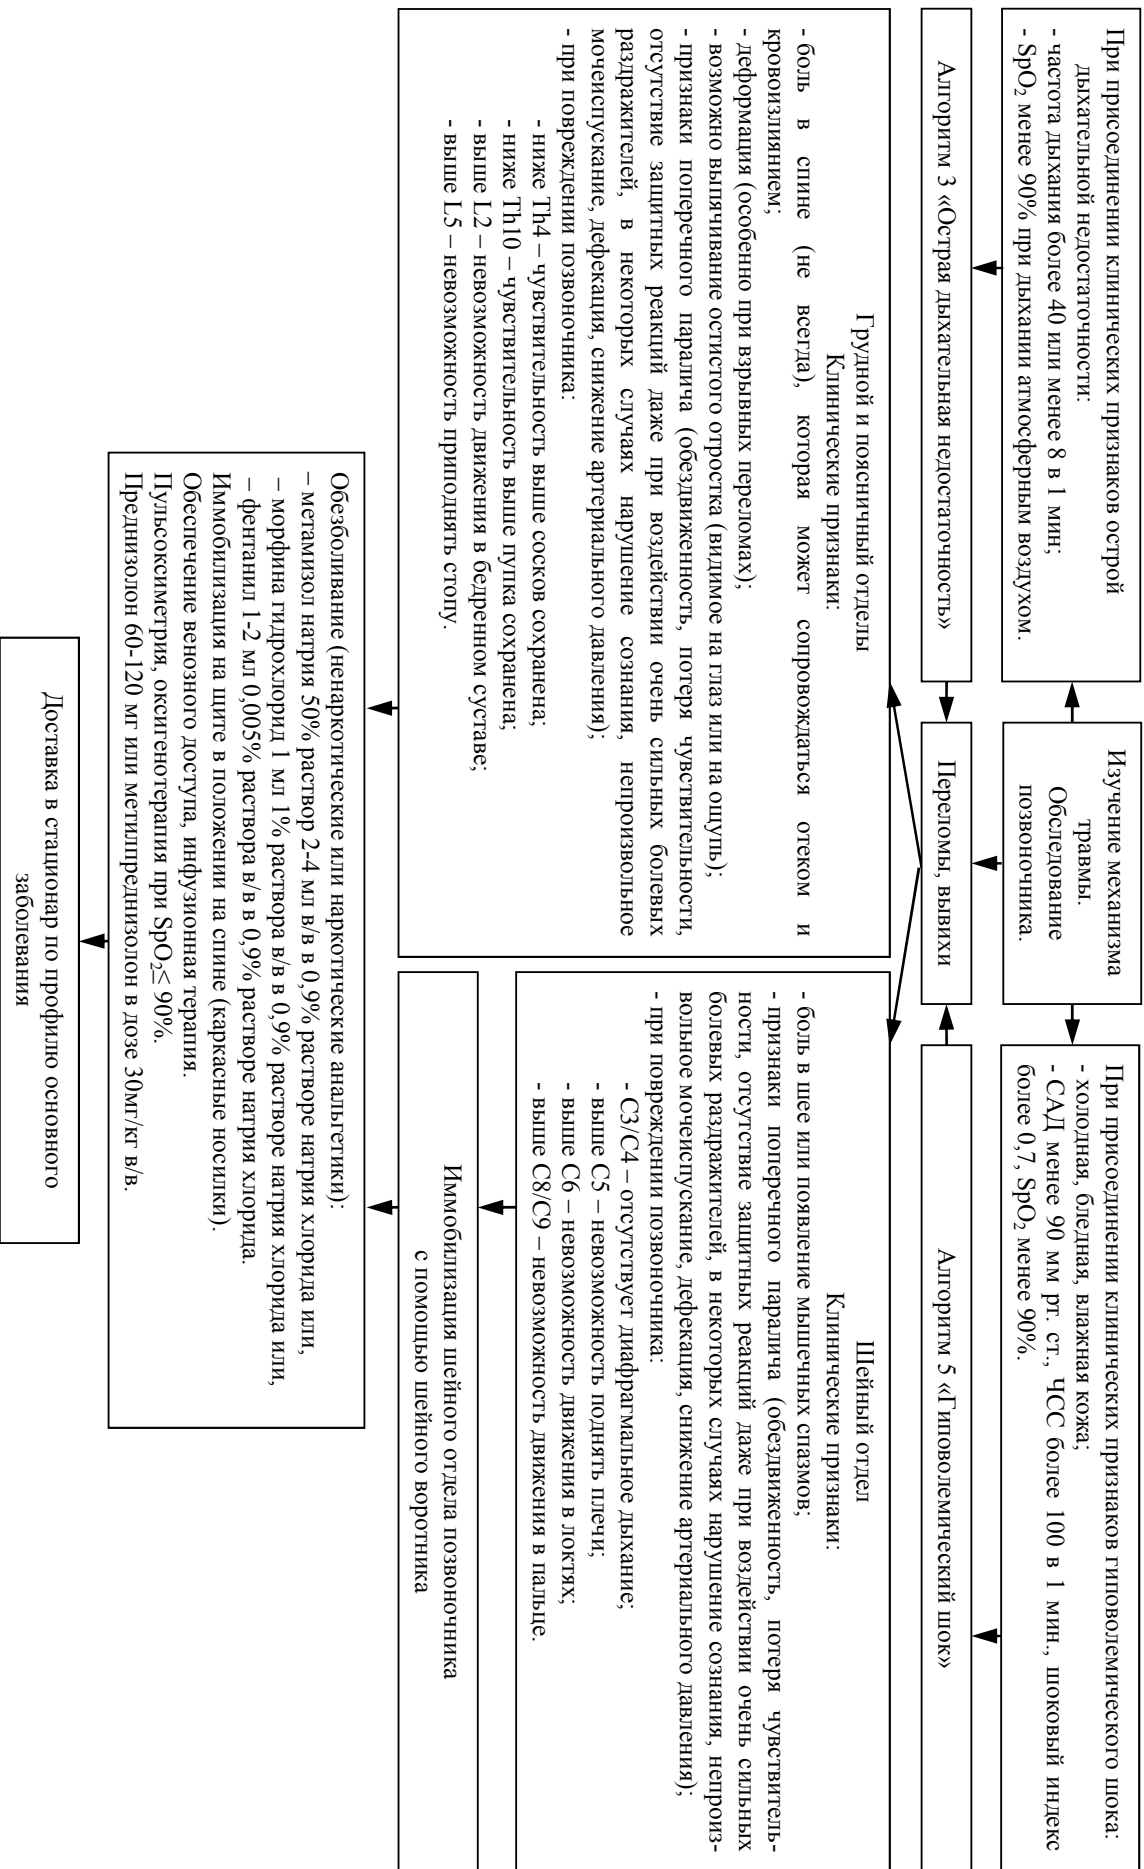 Изучение механизма
травмы.
Обследование
позвоночника.
При присоединении клинических признаков острой
дыхательной недостаточности:
- частота дыхания более 40 или менее 8 в 1 мин;
- SpO₂ менее 90% при дыхании атмосферным воздухом.
При присоединении клинических признаков гиповолемического шока:
- холодная, бледная, влажная кожа;
- САД менее 90 мм рт. ст., ЧСС более 100 в 1 мин., шоковый индекс
более 0,7, SpO₂ менее 90%.
Алгоритм 3 «Острая дыхательная недостаточность»
Переломы, вывихи
Алгоритм 5 «Гиповолемический шок»
Грудной и поясничный отделы
Клинические признаки:
- боль в спине (не всегда), которая может сопровождаться отеком и
кровоизлиянием;
- деформация (особенно при взрывных переломах);
- возможно выпячивание остистого отростка (видимое на глаз или на ощупь);
- признаки поперечного паралича (обездвиженность, потеря чувствительности,
отсутствие защитных реакций даже при воздействии очень сильных болевых
раздражителей, в некоторых случаях нарушение сознания, непроизвольное
мочеиспускание, дефекация, снижение артериального давления);
- при повреждении позвоночника:
- ниже Th4 – чувствительность выше сосков сохранена;
- ниже Th10 – чувствительность выше пупка сохранена;
- выше L2 – невозможность движения в бедренном суставе;
- выше L5 – невозможность приподнять стопу.
Шейный отдел
Клинические признаки:
- боль в шее или появление мышечных спазмов;
- признаки поперечного паралича (обездвиженность, потеря чувствитель-
ности, отсутствие защитных реакций даже при воздействии очень сильных
болевых раздражителей, в некоторых случаях нарушение сознания, непроиз-
вольное мочеиспускание, дефекация, снижение артериального давления);
- при повреждении позвоночника:
- С3/С4 – отсутствует диафрагмальное дыхание;
- выше С5 – невозможность поднять плечи;
- выше С6 – невозможность движения в локтях;
- выше С8/С9 – невозможность движения в пальце.
Иммобилизация шейного отдела позвоночника
с помощью шейного воротника
Обезболивание (ненаркотические или наркотические анальгетики):
– метамизол натрия 50% раствор 2-4 мл в/в в 0,9% растворе натрия хлорида или,
– морфина гидрохлорид 1 мл 1% раствора в/в в 0,9% растворе натрия хлорида или,
– фентанил 1-2 мл 0,005% раствора в/в в 0,9% растворе натрия хлорида.
Иммобилизация на щите в положении на спине (каркасные носилки).
Обеспечение венозного доступа, инфузионная терапия.
Пульсоксиметрия, оксигенотерапия при SpO₂≤ 90%.
Преднизолон 60-120 мг или метилпреднизолон в дозе 30мг/кг в/в.
Доставка в стационар по профилю основного
заболевания